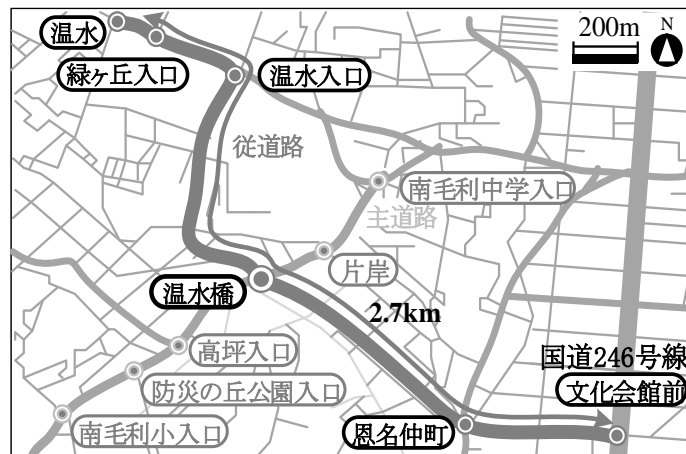 200m
N
温水
緑ヶ丘入口
温水入口
従道路
南毛利中学入口
主道路
片岸
温水橋
2.7km
高坪入口
国道246号線
防災の丘公園入口
文化会館前
南毛利小入口
恩名仲町